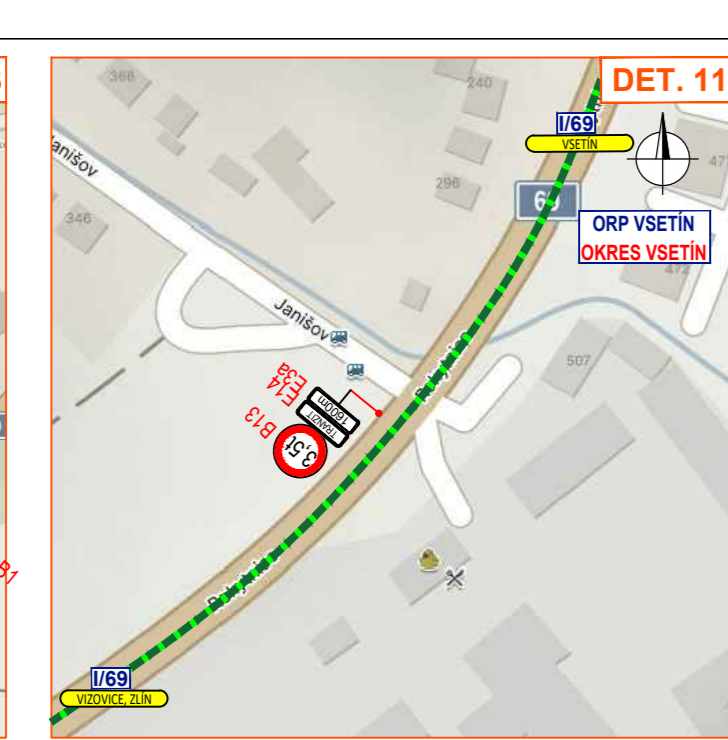 DET. 11
366
240
I/69
VSETÍN
Janišov
471
296
ORP VSETÍN
OKRES VSETÍN
346
472
Janišov
507
E14
E3a
B13
1600m
TRANZIT
3,5t
I/69
VIZOVICE, ZLÍN